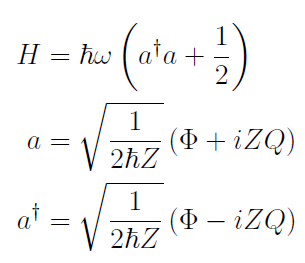 H = ℏω (a†a + 1/2)
a = √(1/(2ℏZ)) (Φ + iZQ)
a† = √(1/(2ℏZ)) (Φ − iZQ)